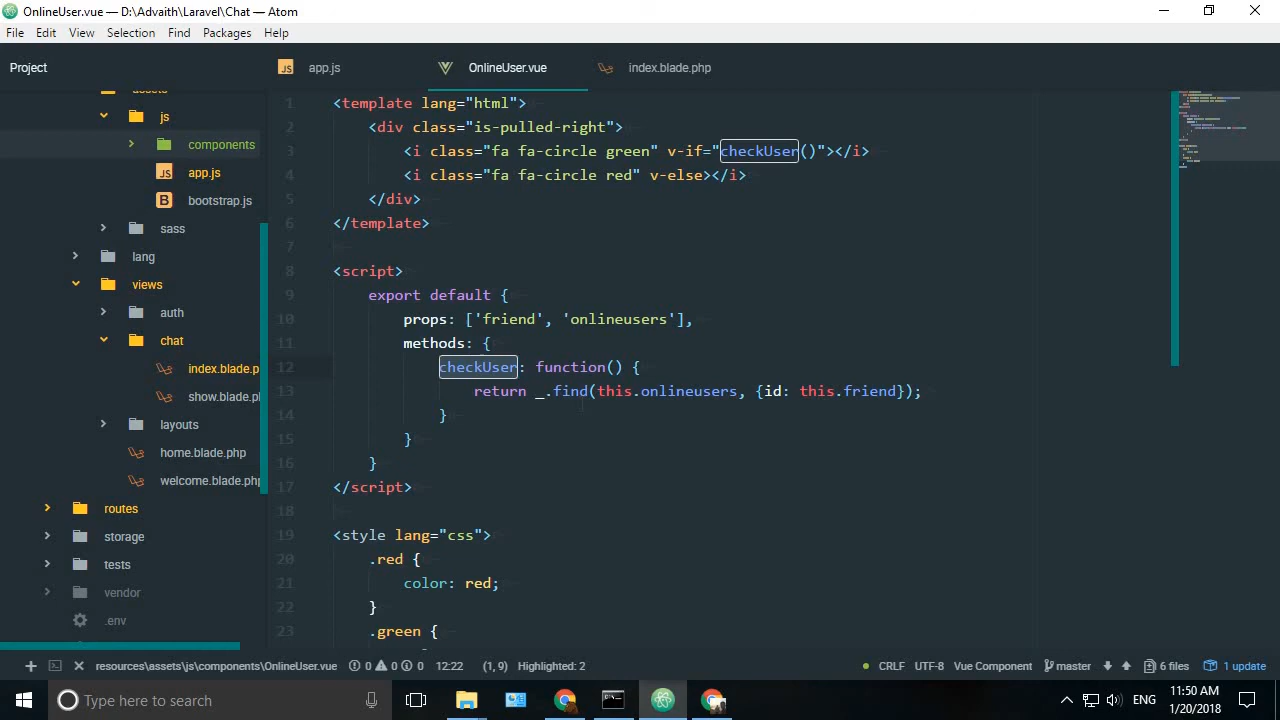 OnlineUser.vue — D:\Advaith\Laravel\Chat — Atom
File Edit View Selection Find Packages Help
Project
app.js
OnlineUser.vue
index.blade.php
assets
js
components
app.js
bootstrap.js
sass
lang
views
auth
chat
index.blade.p
show.blade.p
layouts
home.blade.php
welcome.blade.php
routes
storage
tests
vendor
.env
1 <template lang="html">
2 <div class="is-pulled-right">
3 <i class="fa fa-circle green" v-if="checkUser()"></i>
4 <i class="fa fa-circle red" v-else></i>
5 </div>
6 </template>
7
8 <script>
9 export default {
10 props: ['friend', 'onlineusers'],
11 methods: {
12 checkUser: function() {
13 return _.find(this.onlineusers, {id: this.friend});
14 }
15 }
16 }
17 </script>
18
19 <style lang="css">
20 .red {
21 color: red;
22 }
23 .green {
resources\assets\js\components\OnlineUser.vue 0 0 0 12:22 (1, 9) Highlighted: 2 CRLF UTF-8 Vue Component master 6 files 1 update
Type here to search
ENG
11:50 AM
1/20/2018